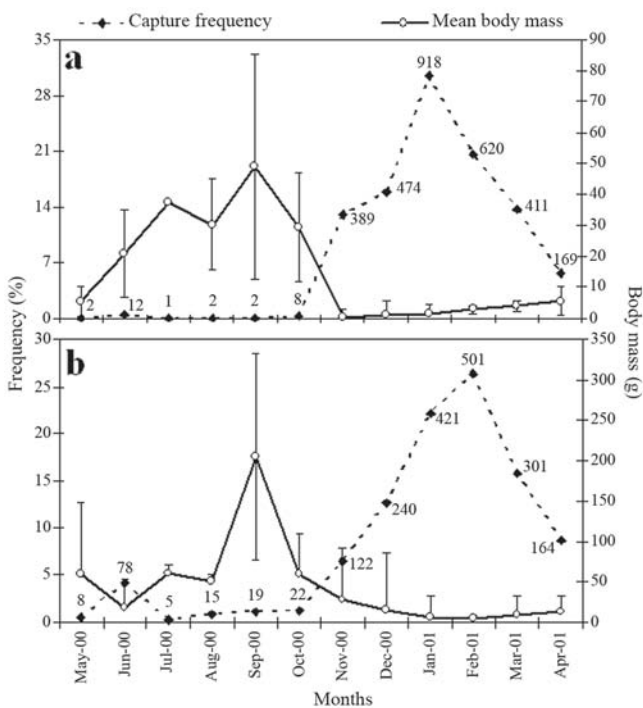 Capture frequency Mean body mass
a
35 90
28 80
21 70
14 60
7 50
0 40
30
20
10
0
2 12 1 2 2 8 389 474 918 620 411 169
b
30 350
25 300
20 250
15 200
10 150
5 100
0 50
0
8 78 5 15 19 22 122 240 421 501 301 164
Frequency (%)
Body mass (g)
May-00 Jun-00 Jul-00 Aug-00 Sep-00 Oct-00 Nov-00 Dec-00 Jan-01 Feb-01 Mar-01 Apr-01
Months